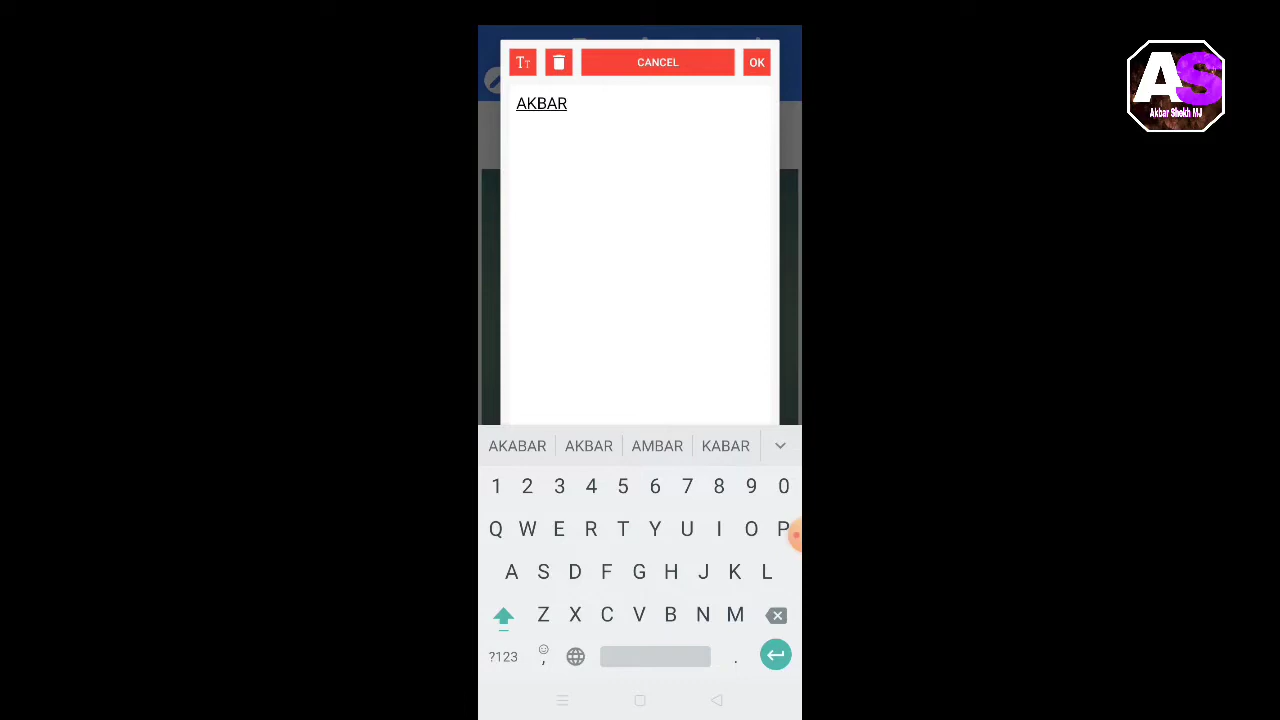 TT
CANCEL
OK
AKBAR
AKABAR AKBAR AMBAR KABAR
1 2 3 4 5 6 7 8 9 0
Q W E R T Y U I O P
A S D F G H J K L
Z X C V B N M
?123 , .
AS
Akbar Shekh MJ